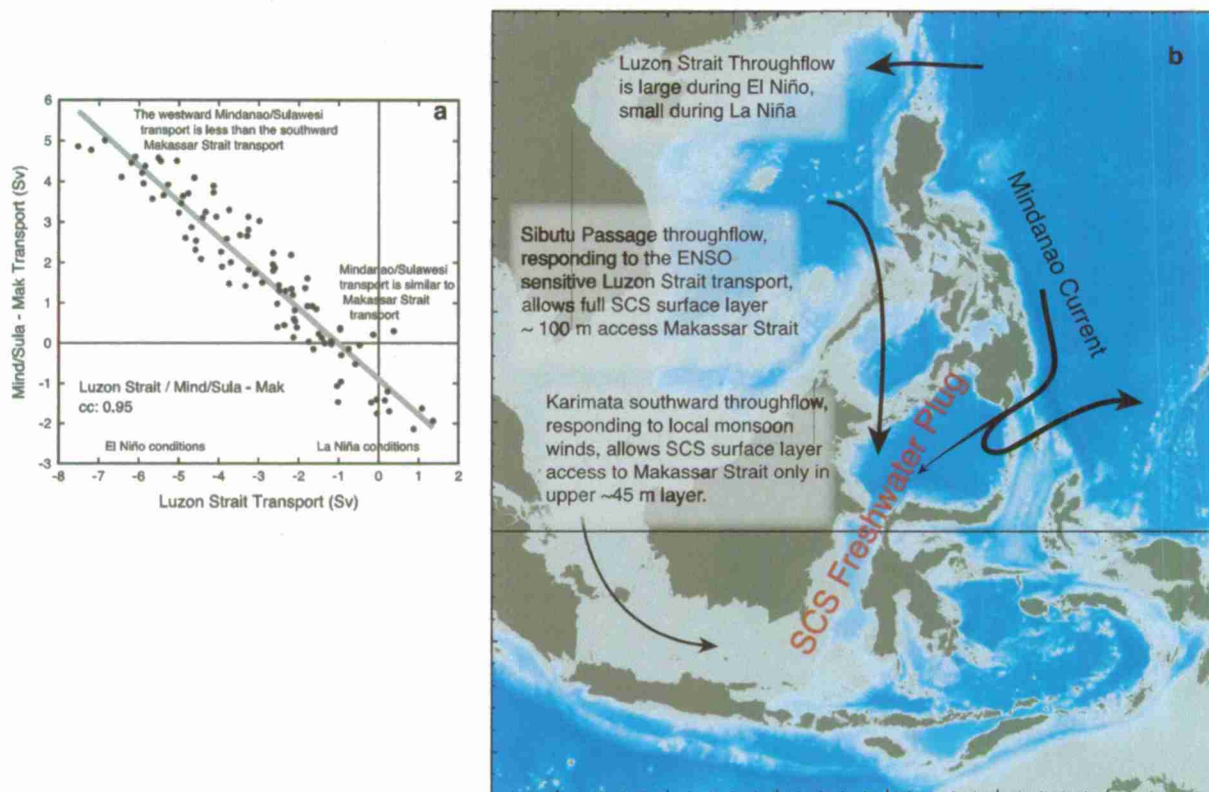 a
The westward Mindanao/Sulawesi
transport is less than the southward
Makassar Strait transport
Mindanao/Sulawesi
transport is similar to
Makassar Strait
transport
Luzon Strait / Mind/Sula - Mak
cc: 0.95
El Niño conditions
La Niña conditions
6
5
4
3
2
1
0
-1
-2
-3
Mind/Sula - Mak Transport (Sv)
-8 -7 -6 -5 -4 -3 -2 -1 0 1 2
Luzon Strait Transport (Sv)
b
Luzon Strait Throughflow
is large during El Niño,
small during La Niña
Sibutu Passage throughflow,
responding to the ENSO
sensitive Luzon Strait transport,
allows full SCS surface layer
~ 100 m access Makassar Strait
Karimata southward throughflow,
responding to local monsoon
winds, allows SCS surface layer
access to Makassar Strait only in
upper ~45 m layer.
Mindanao Current
SCS Freshwater Plug